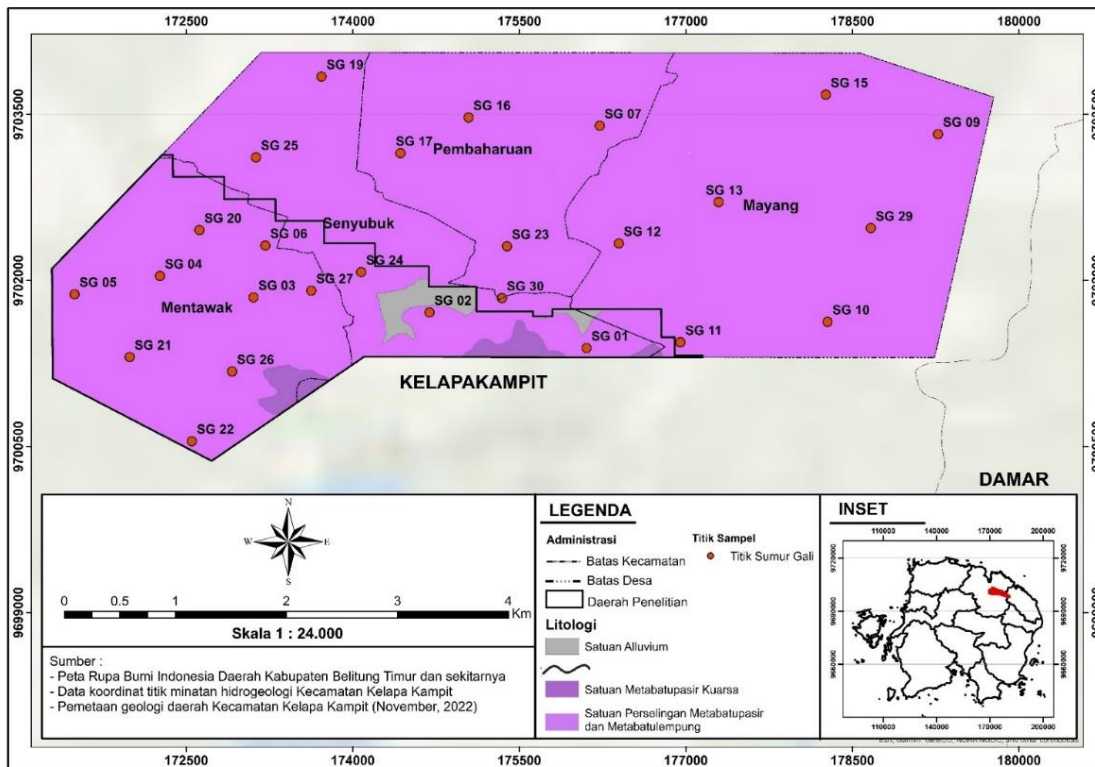 172500 174000 175500 177000 178500 180000
SG 19
SG 15
SG 16
SG 07
9703500
SG 09
SG 17
Pembaharuan
SG 25
SG 13
Mayang
SG 20
Senyubuk
SG 29
SG 06
SG 23
SG 12
SG 04
SG 24
9702000
SG 05
SG 03
SG 27
SG 30
Mentawak
SG 02
SG 10
SG 21
SG 01
SG 11
SG 26
KELAPAKAMPIT
SG 22
9700500
DAMAR
N
W E
S
0 0.5 1 2 3 4
Km
Skala 1 : 24.000
9699000
Sumber :
- Peta Rupa Bumi Indonesia Daerah Kabupaten Belitung Timur dan sekitarnya
- Data koordinat titik minatan hidrogeologi Kecamatan Kelapa Kampit
- Pemetaan geologi daerah Kecamatan Kelapa Kampit (November, 2022)
LEGENDA
Administrasi
Batas Kecamatan
Batas Desa
Daerah Penelitian
Titik Sampel
Titik Sumur Gali
Litologi
Satuan Alluvium
Satuan Metabatupasir Kuarsa
Satuan Perselingan Metabatupasir
dan Metabatulempung
INSET
110000 140000 170000 200000
9720000
9690000
9660000
110000 140000 170000 200000
172500 174000 175500 177000 178500 180000